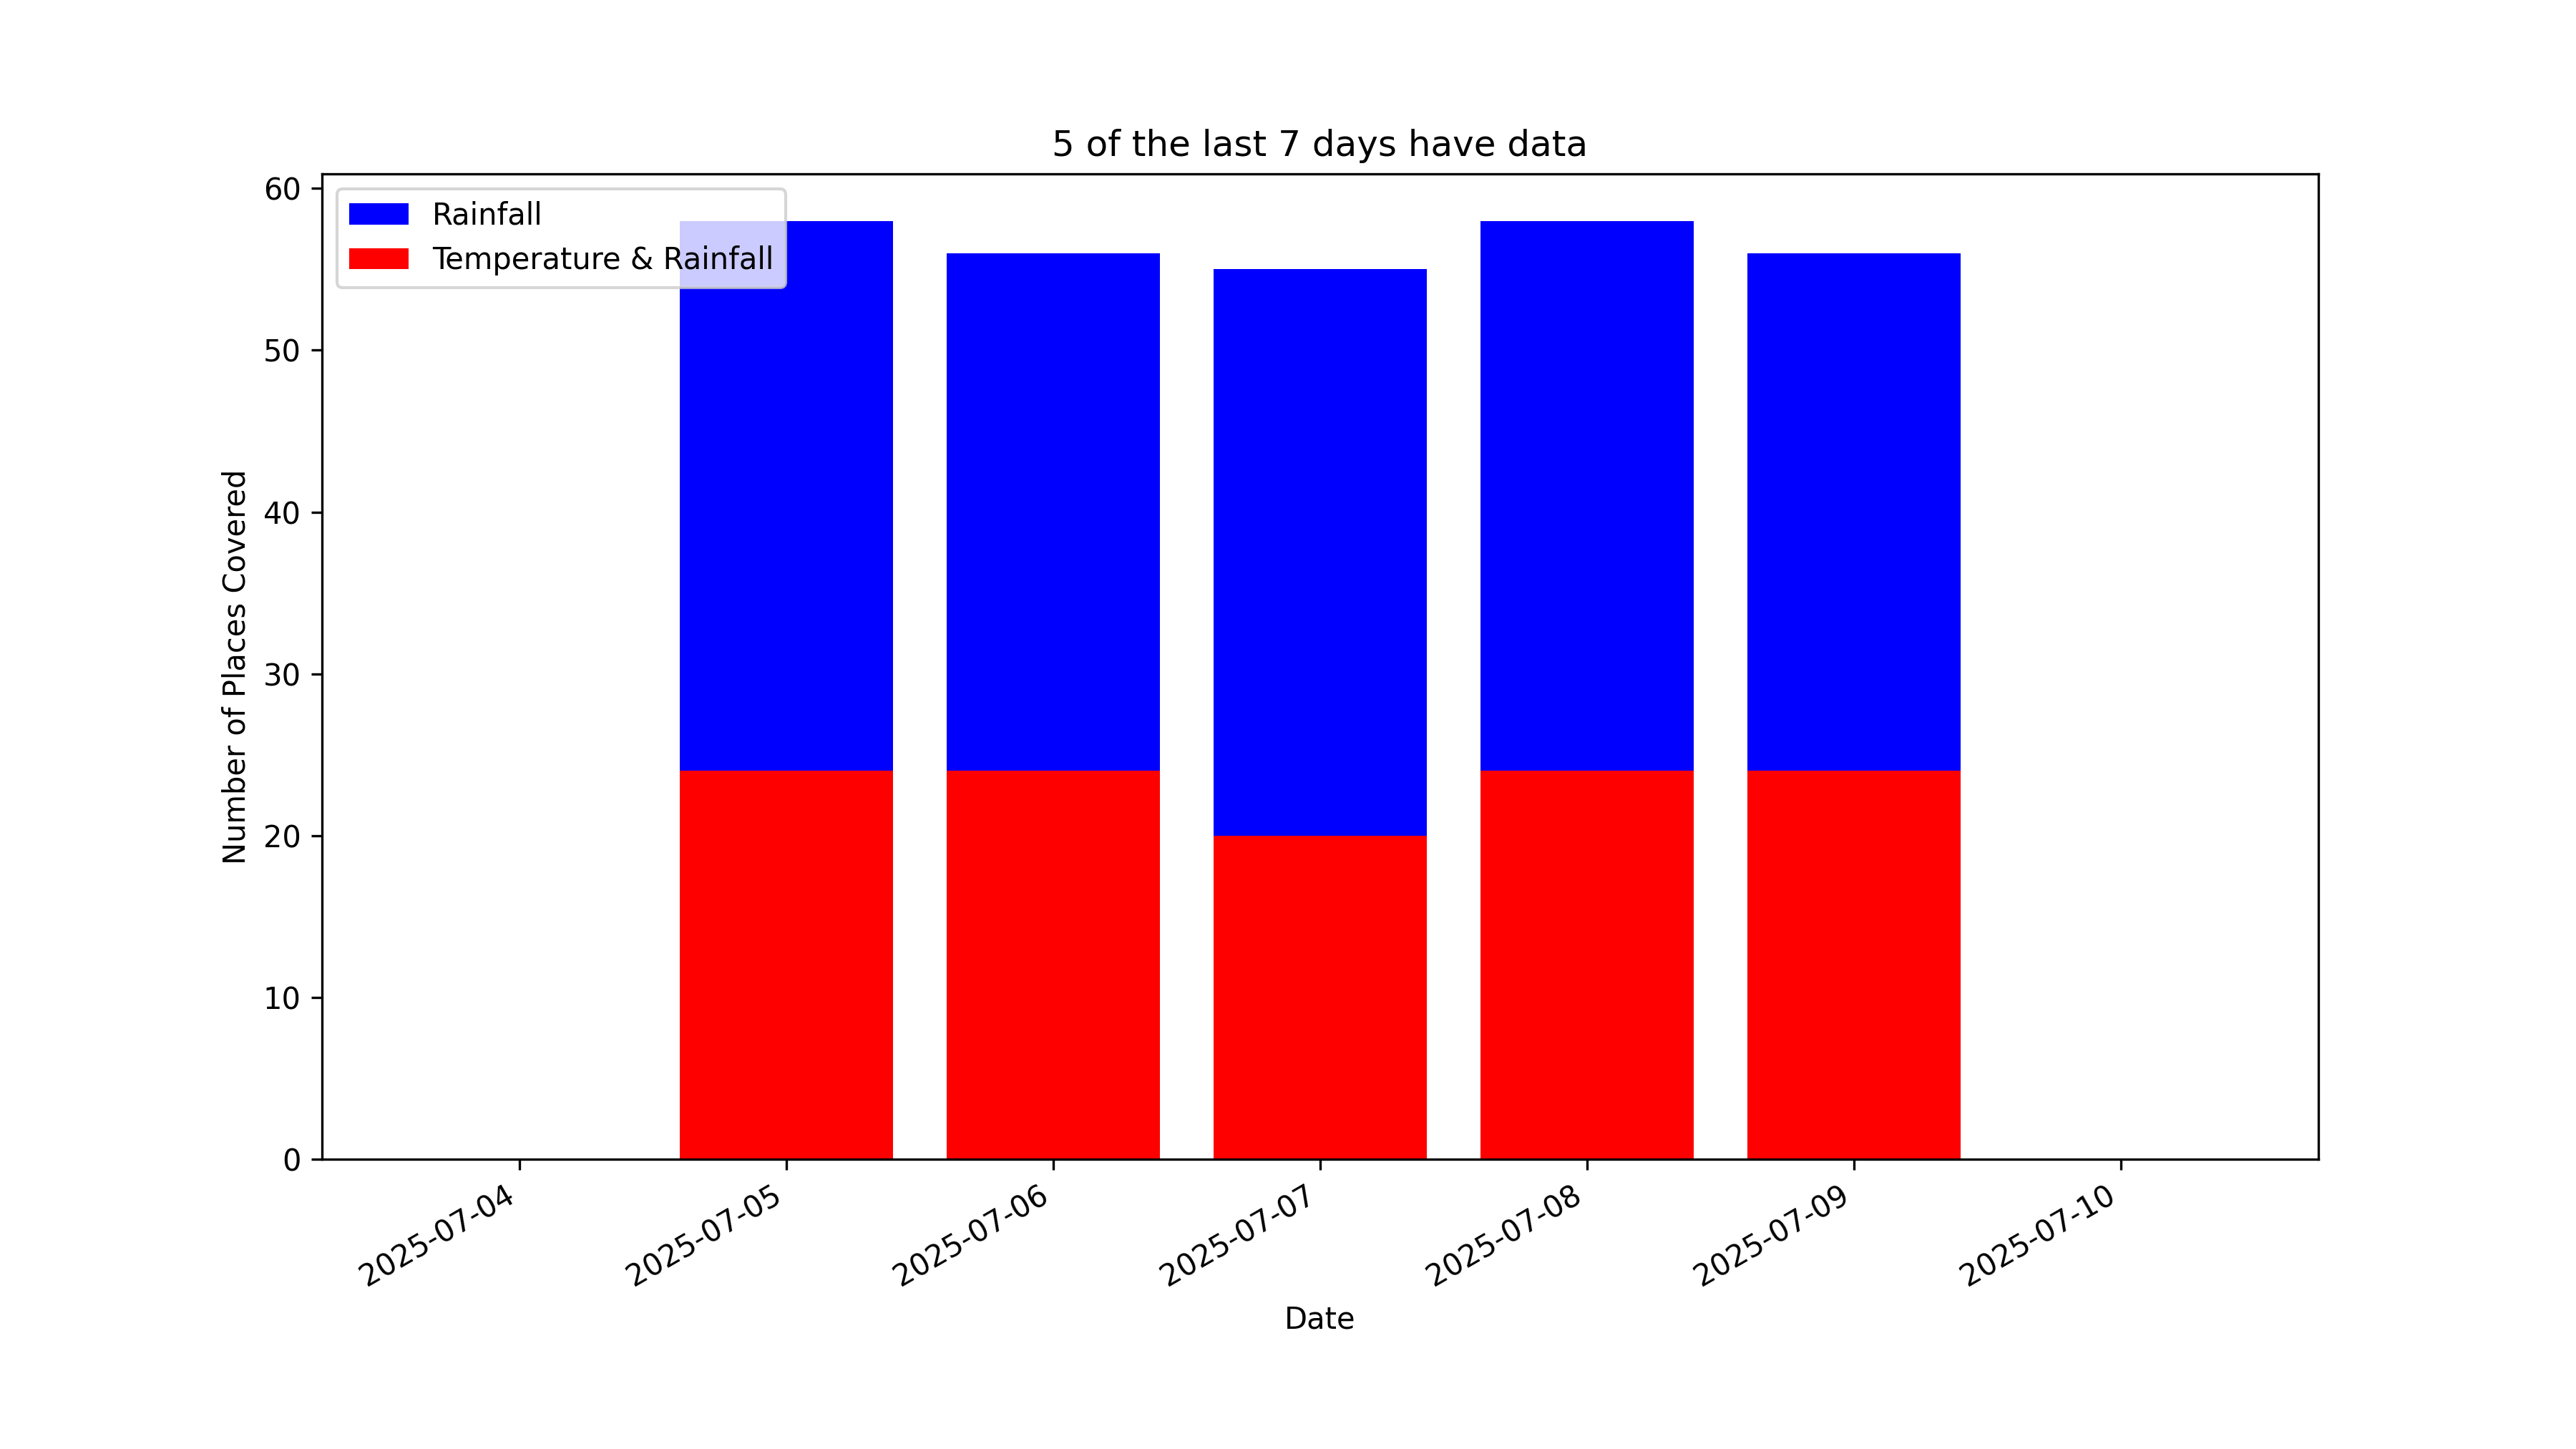 5 of the last 7 days have data
Rainfall
Temperature & Rainfall
Number of Places Covered
60
50
40
30
20
10
0
2025-07-04
2025-07-05
2025-07-06
2025-07-07
2025-07-08
2025-07-09
2025-07-10
Date